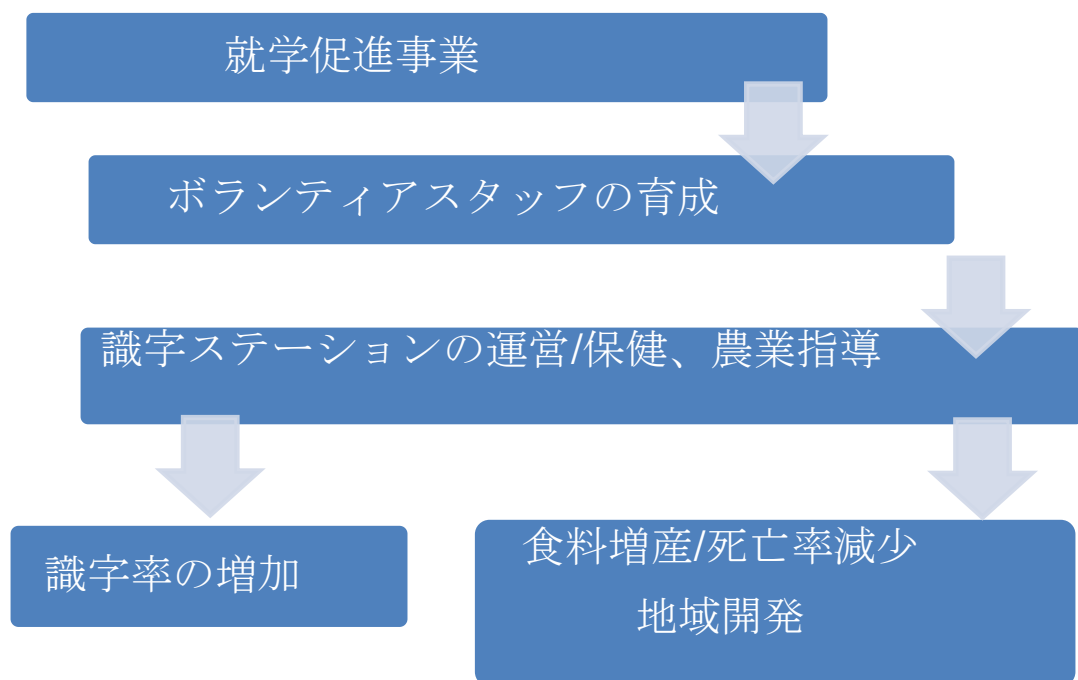 就学促進事業
ボランティアスタッフの育成
識字ステーションの運営/保健、農業指導
識字率の増加
食料増産/死亡率減少
地域開発